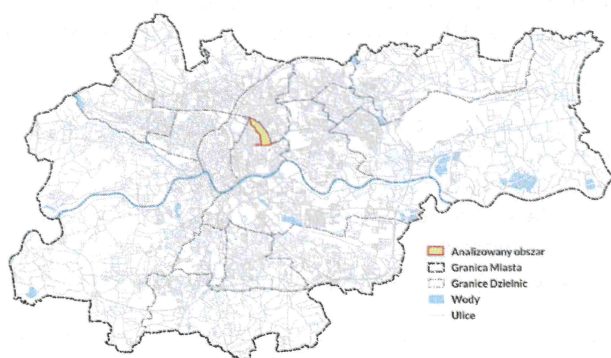 Analizowany obszar
Granica Miasta
Granice Dzielnic
Wody
Ulice